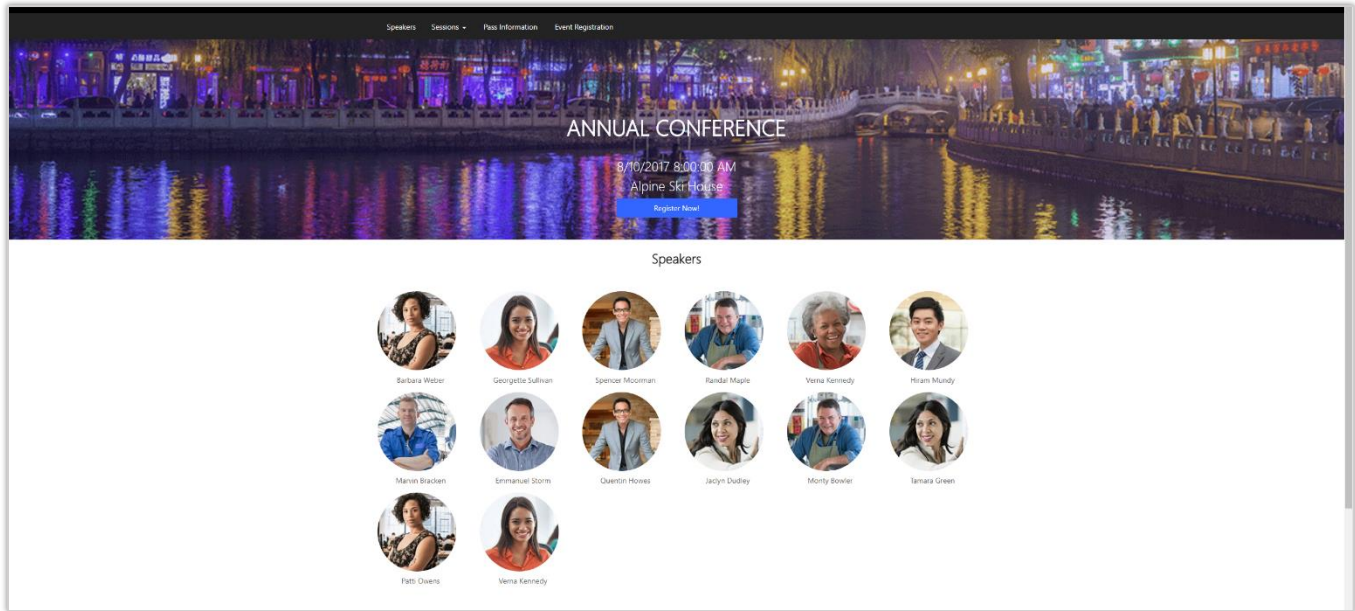 Speakers Sessions Pass Information Event Registration
ANNUAL CONFERENCE
8/10/2017 8:00:00 AM
Alpine Ski House
Register Now!
Speakers
Barbara Weber Georgette Sullivan Spencer Moorman Randal Maple Verna Kennedy Hiram Mundy
Marvin Bracken Emmanuel Storm Quentin Howes Jaclyn Dudley Monty Bowler Tamara Green
Patti Owens Verna Kennedy